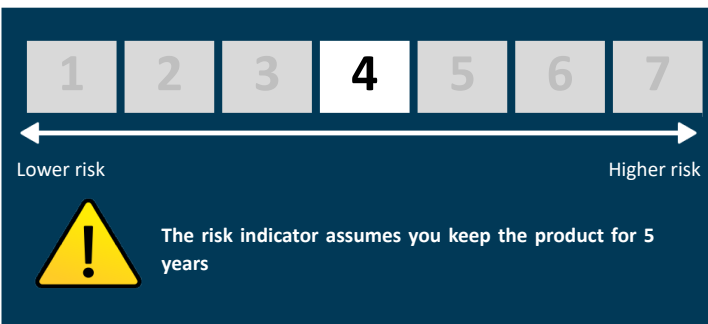 1 2 3 4 5 6 7
Lower risk Higher risk
!
The risk indicator assumes you keep the product for 5
years